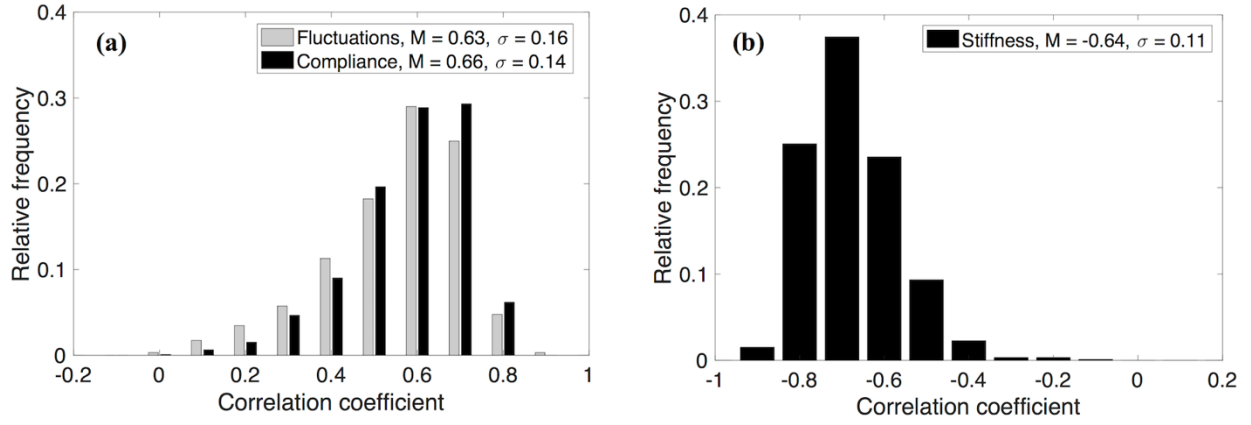 (a)
Fluctuations, M = 0.63, σ = 0.16
Compliance, M = 0.66, σ = 0.14
Relative frequency
0.4
0.3
0.2
0.1
0
-0.2 0 0.2 0.4 0.6 0.8 1
Correlation coefficient
(b)
Stiffness, M = -0.64, σ = 0.11
Relative frequency
0.4
0.3
0.2
0.1
0
-1 -0.8 -0.6 -0.4 -0.2 0 0.2
Correlation coefficient